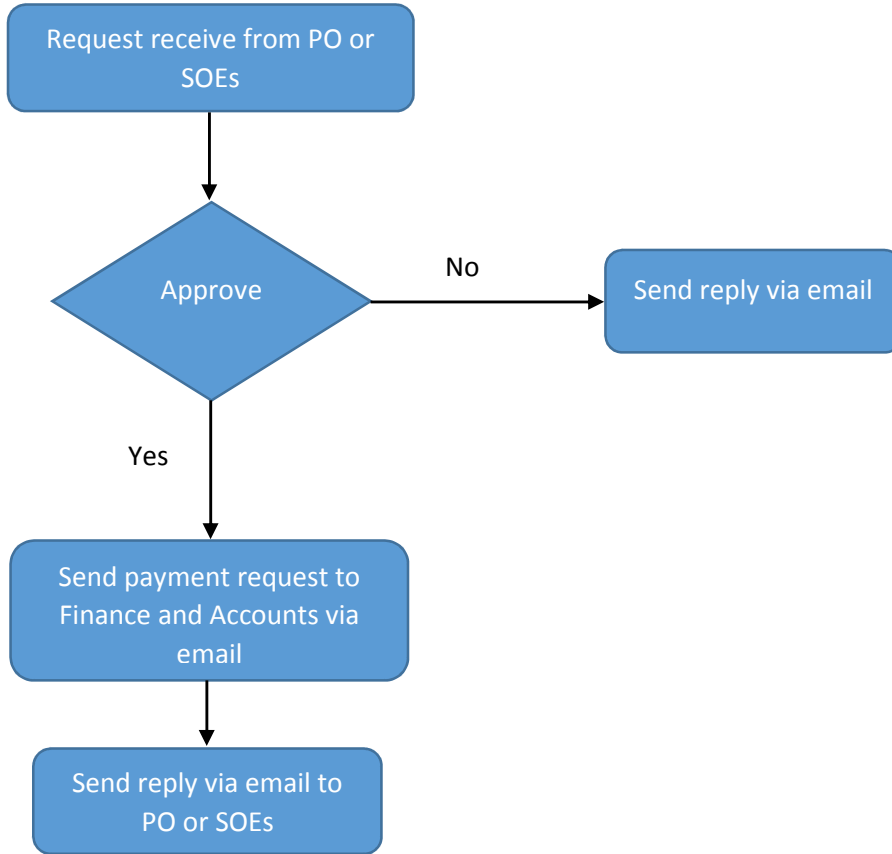 Request receive from PO or
SOEs
Approve
No
Send reply via email
Yes
Send payment request to
Finance and Accounts via
email
Send reply via email to
PO or SOEs